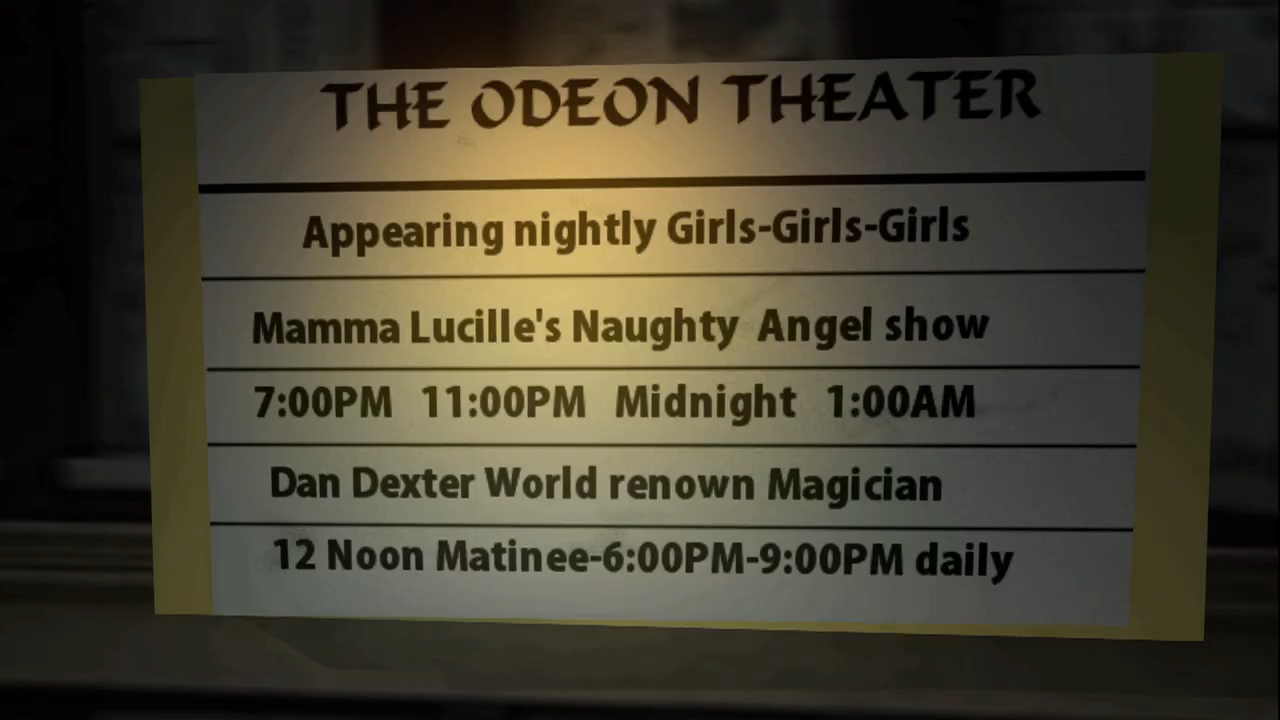 THE ODEON THEATER
Appearing nightly Girls-Girls-Girls
Mamma Lucille's Naughty Angel show
7:00PM 11:00PM Midnight 1:00AM
Dan Dexter World renown Magician
12 Noon Matinee-6:00PM-9:00PM daily